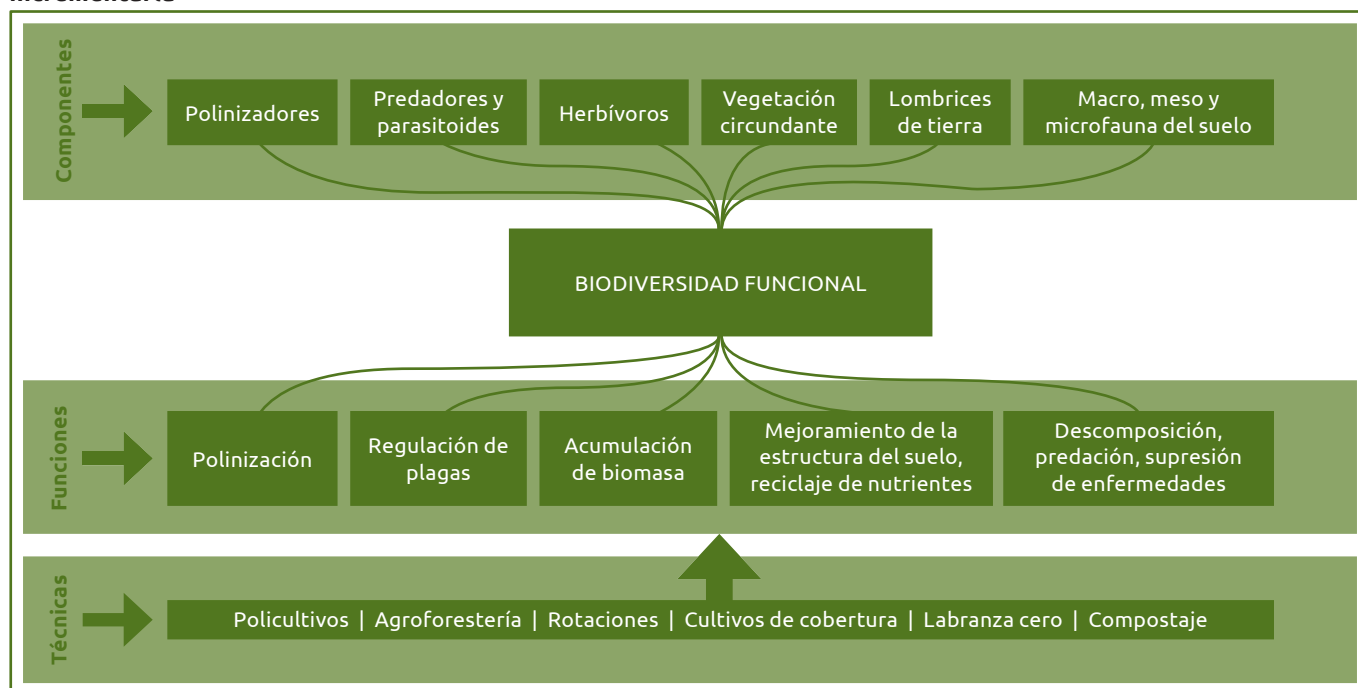 Componentes
Polinizadores
Predadores y
parasitoides
Herbívoros
Vegetación
circundante
Lombrices
de tierra
Macro, meso y
microfauna del suelo
BIODIVERSIDAD FUNCIONAL
Funciones
Polinización
Regulación de
plagas
Acumulación
de biomasa
Mejoramiento de la
estructura del suelo,
reciclaje de nutrientes
Descomposición,
predación, supresión
de enfermedades
Técnicas
Policultivos | Agroforestería | Rotaciones | Cultivos de cobertura | Labranza cero | Compostaje